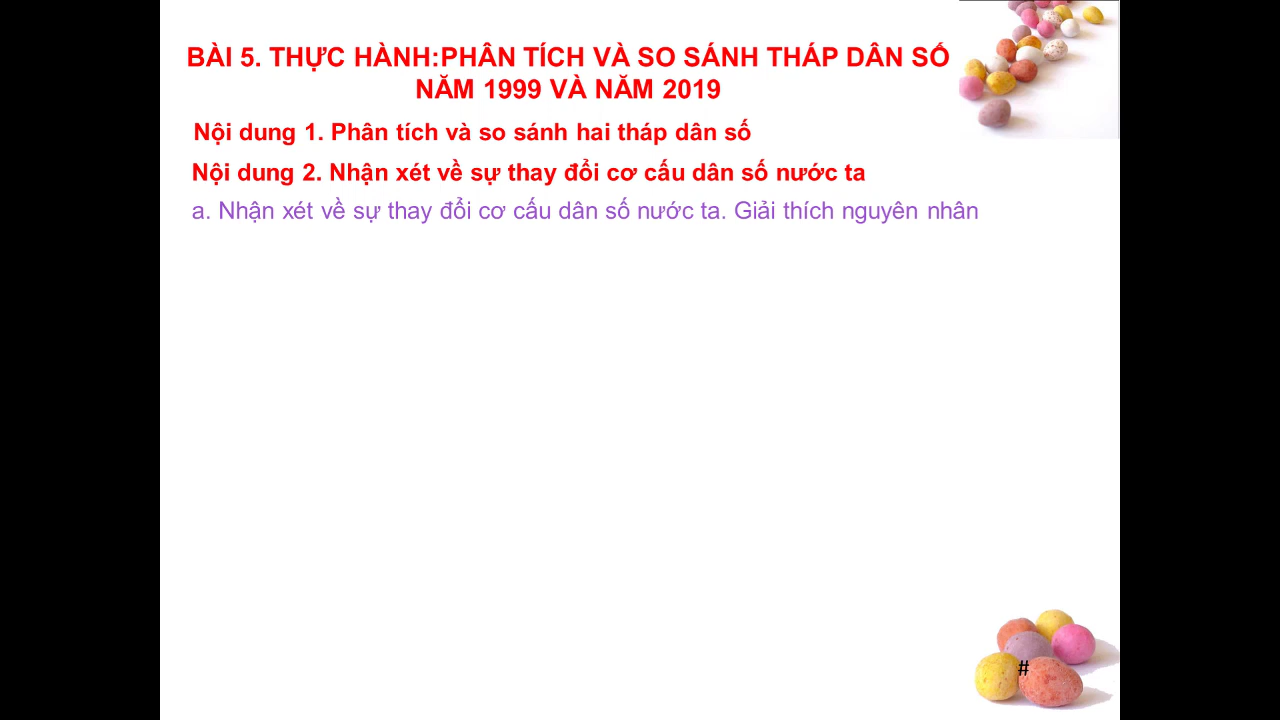 BÀI 5. THỰC HÀNH:PHÂN TÍCH VÀ SO SÁNH THÁP DÂN SỐ
NĂM 1999 VÀ NĂM 2019
Nội dung 1. Phân tích và so sánh hai tháp dân số
Nội dung 2. Nhận xét về sự thay đổi cơ cấu dân số nước ta
a. Nhận xét về sự thay đổi cơ cấu dân số nước ta. Giải thích nguyên nhân
#